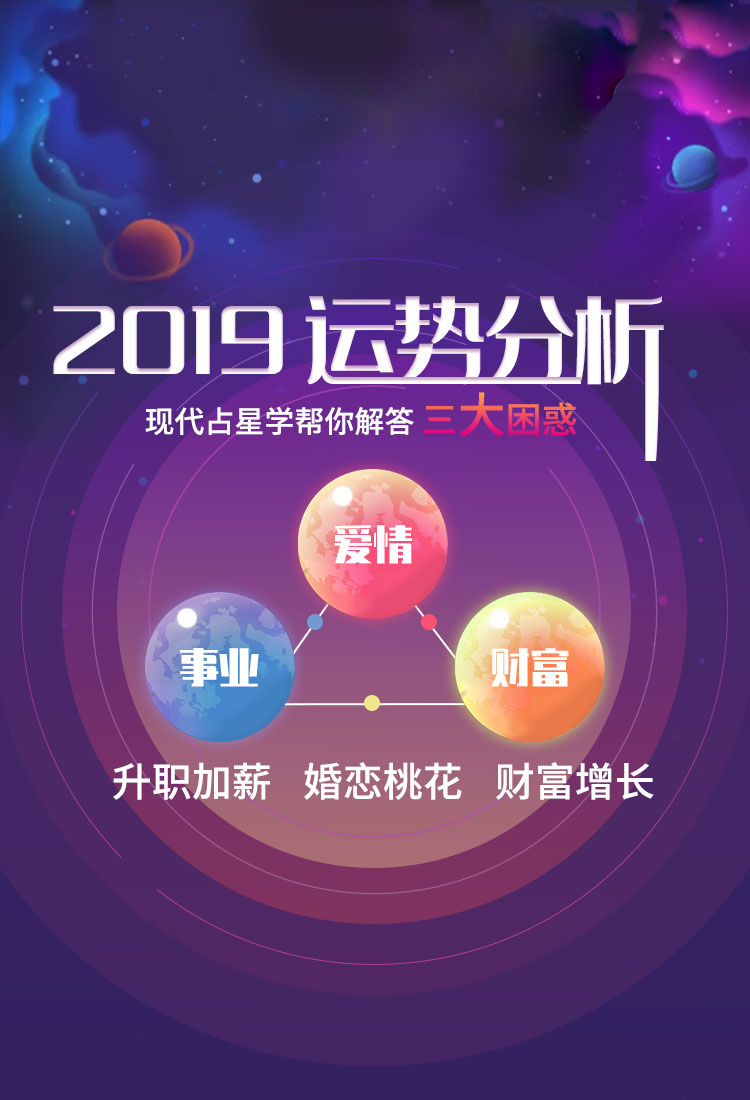 2019 运势分析
现代占星学帮你解答 三大困惑
爱情
事业
财富
升职加薪 婚恋桃花 财富增长